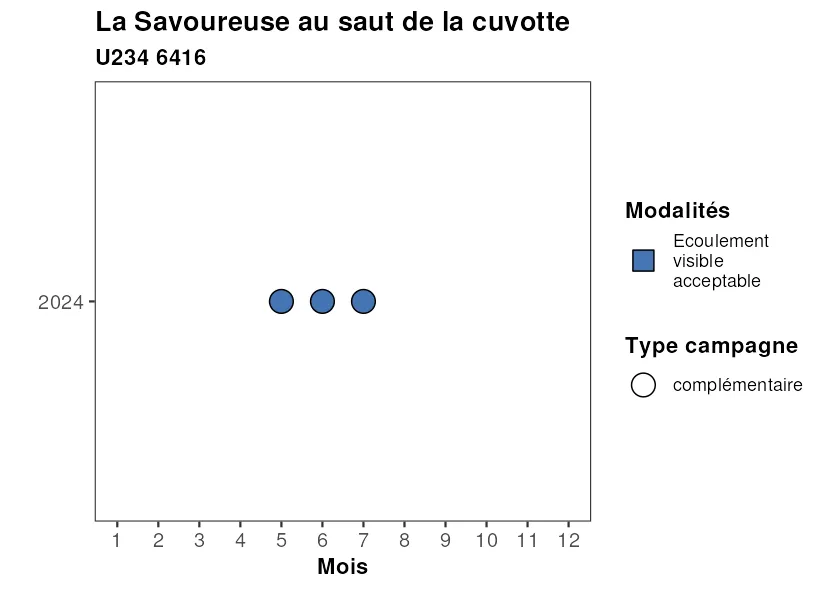 La Savoureuse au saut de la cuvotte
U234 6416
2024
1 2 3 4 5 6 7 8 9 10 11 12
Mois
Modalités
Ecoulement
visible
acceptable
Type campagne
complémentaire